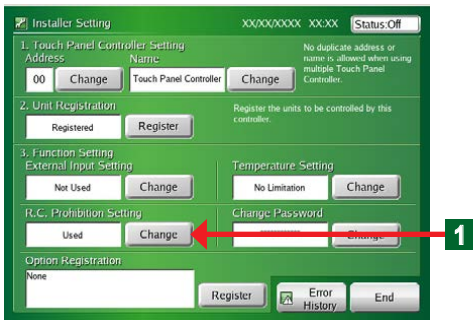 Installer Setting XX/XX/XXXX XX:XX Status:Off
1. Touch Panel Controller Setting
Address Name
00 Change Touch Panel Controller Change
No duplicate address or
name is allowed when using
multiple Touch Panel
Controller.
2. Unit Registration
Registered Register
Register the units to be controlled by this
controller.
3. Function Setting
External Input Setting Temperature Setting
Not Used Change No Limitation Change
R.C. Prohibition Setting Change Password
Used Change ************ Change
1
Option Registration
None
Register Error
History End